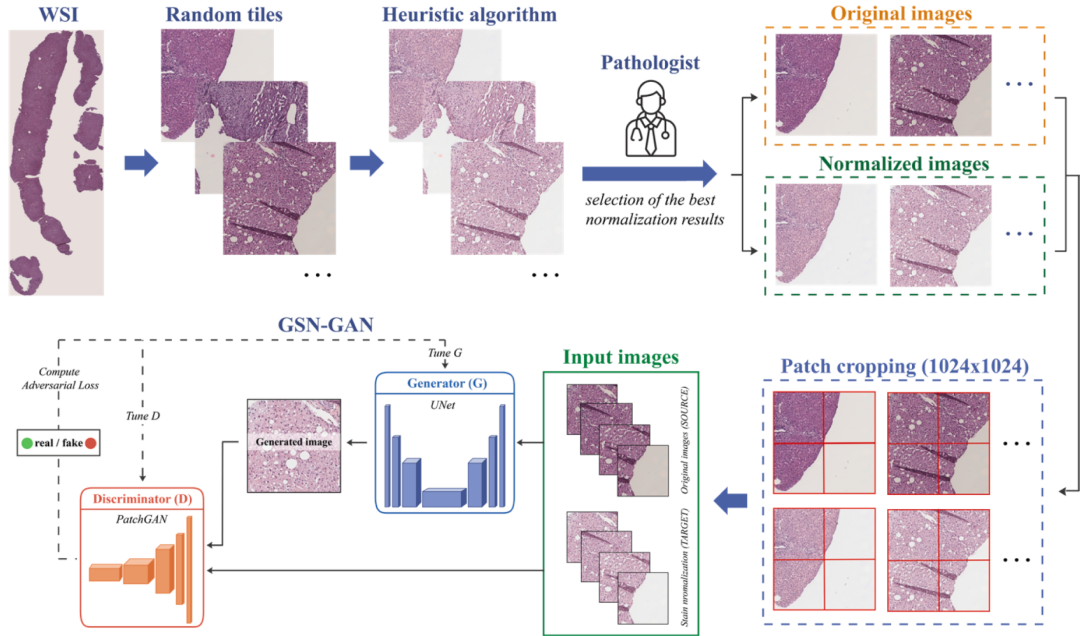 WSI
Random tiles
Heuristic algorithm
Pathologist
selection of the best
normalization results
Original images
...
Normalized images
...
...
...
GSN-GAN
Compute
Adversarial Loss
Tune D
Tune G
real / fake
Discriminator (D)
PatchGAN
Generated image
Generator (G)
UNet
Input images
Original images (SOURCE)
Stain nromalization (TARGET)
Patch cropping (1024x1024)
...
...